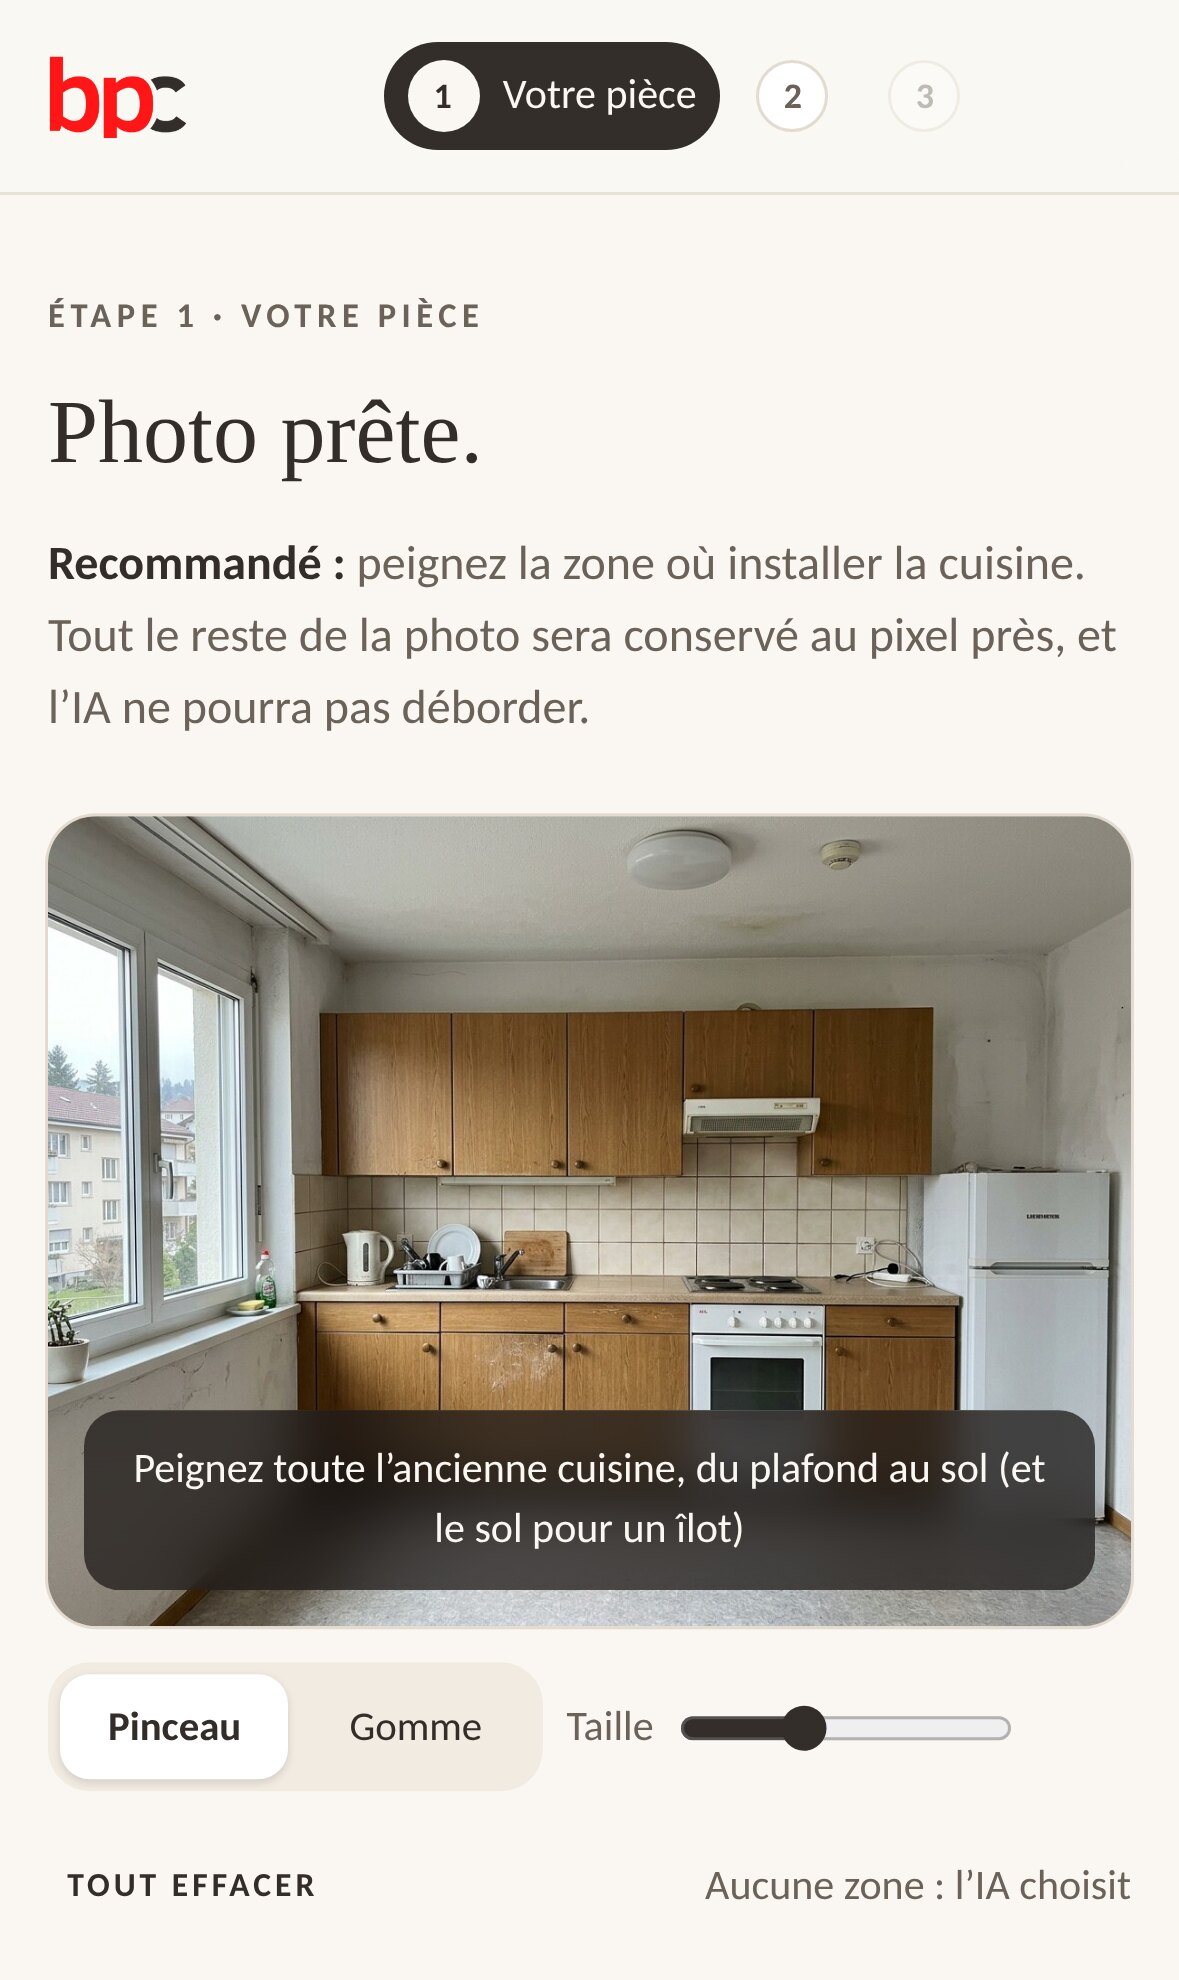 bpc
1 Votre pièce 2 3
ÉTAPE 1 · VOTRE PIÈCE
Photo prête.
Recommandé : peignez la zone où installer la cuisine.
Tout le reste de la photo sera conservé au pixel près, et
l’IA ne pourra pas déborder.
LIEBHERR
Peignez toute l’ancienne cuisine, du plafond au sol (et
le sol pour un îlot)
Pinceau Gomme Taille
TOUT EFFACER Aucune zone : l’IA choisit